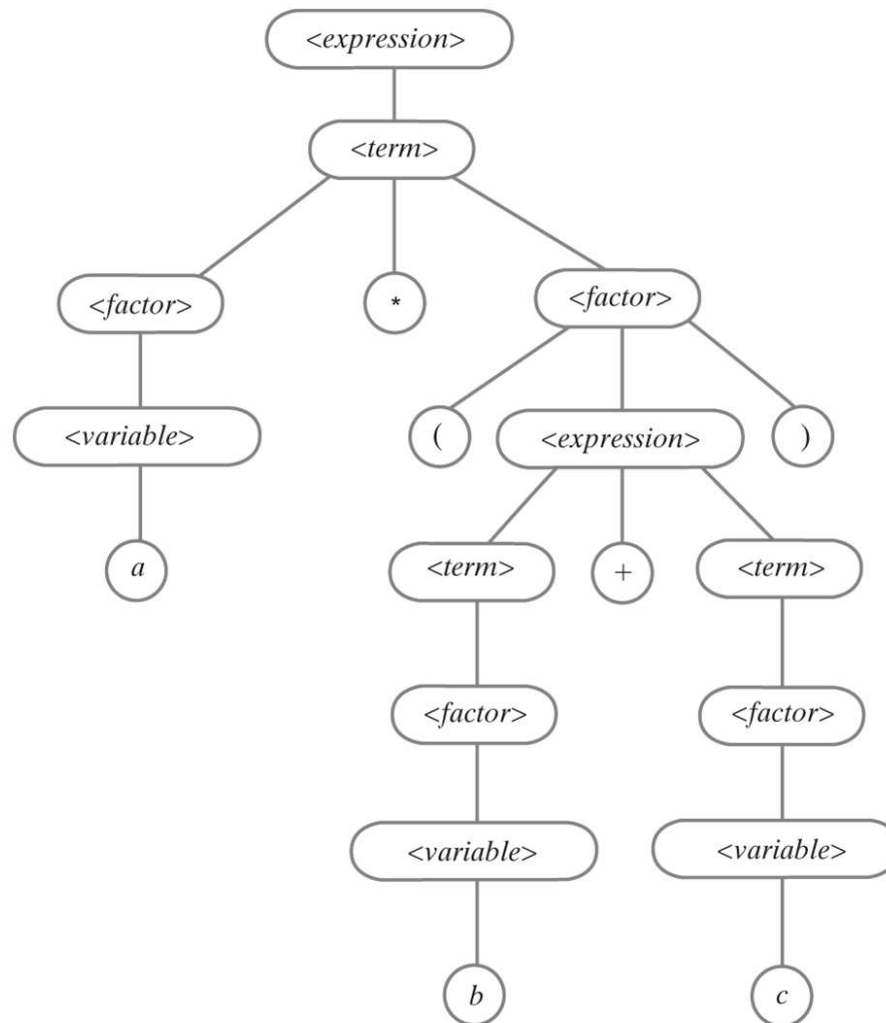 <expression>
<term>
<factor> * <factor>
<variable> ( <expression> )
a <term> + <term>
<factor> <factor>
<variable> <variable>
b c